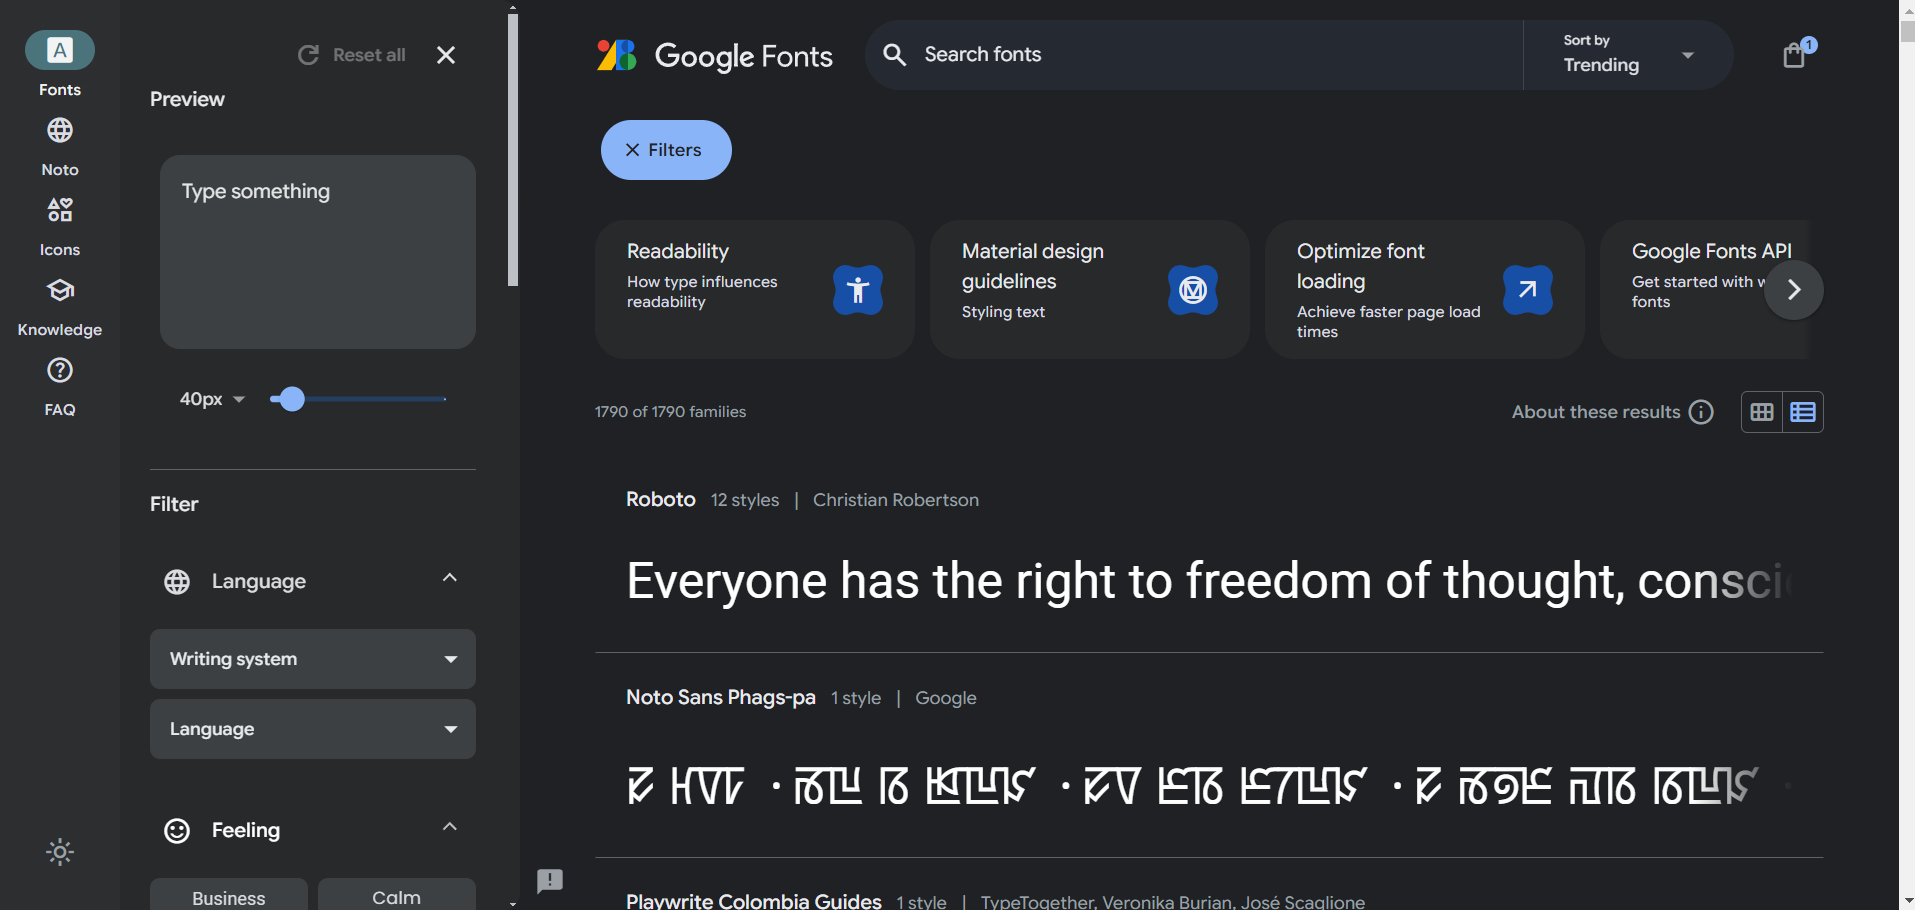 Fonts
Noto
Icons
Knowledge
FAQ
Reset all
Preview
Type something
40px
Filter
Language
Writing system
Language
Feeling
Business
Calm
Google Fonts
Search fonts
Sort by
Trending
1
Filters
Readability
How type influences
readability
Material design
guidelines
Styling text
Optimize font
loading
Achieve faster page load
times
Google Fonts API
Get started with
fonts
1790 of 1790 families
About these results
Roboto 12 styles | Christian Robertson
Everyone has the right to freedom of thought,
Noto Sans Phags-pa 1 style | Google
Playwrite Colombia Guides 1 style | TypeTogether, Veronika Burian, José Scaglione